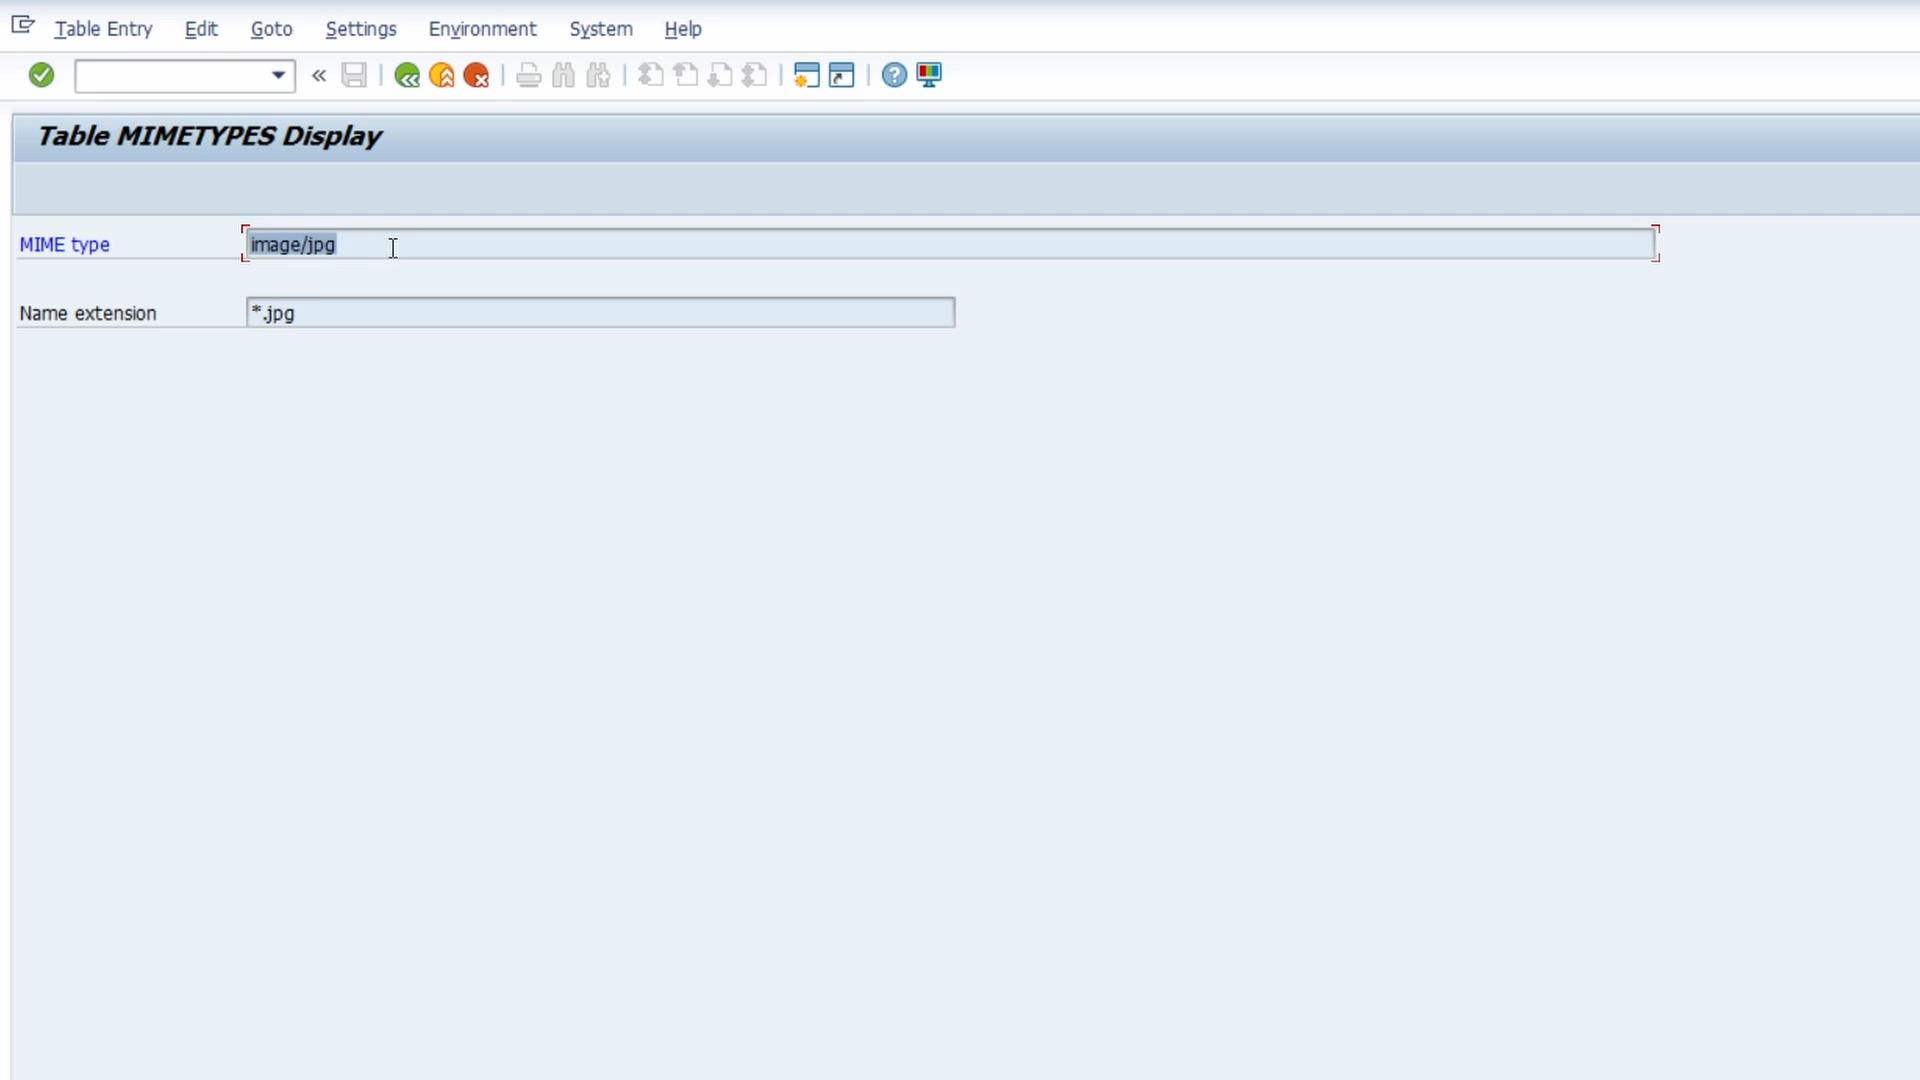 Table Entry Edit Goto Settings Environment System Help
Table MIMETYPES Display
MIME type image/jpg
Name extension *.jpg